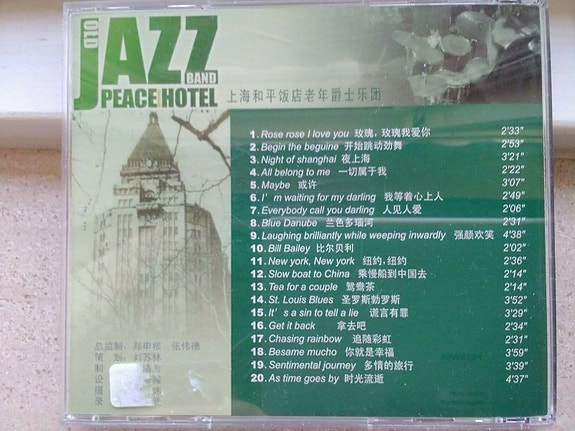 OLD
JAZZ
BAND
PEACE HOTEL
上海和平饭店老年爵士乐团
1. Rose rose I love you 玫瑰，玫瑰我爱你 2'33"
2. Begin the beguine 开始跳动劲舞 2'59"
3. Night of shanghai 夜上海 3'21"
4. All belong to me 一切属于我 2'22"
5. Maybe 或许 3'07"
6. I'm waiting for my darling 我等着心上人 2'49"
7. Everybody call you darling 人见人爱 2'06"
8. Blue Danube 兰色多瑙河 2'31"
9. Laughing brilliantly while weeping inwardly 强颜欢笑 4'38"
10. Bill Bailey 比尔贝利 2'02"
11. New york, New york 纽约.纽约 2'36"
12. Slow boat to China 乘慢船到中国去 2'14"
13. Tea for a couple 鸳鸯茶 2'14"
14. St. Louis Blues 圣罗斯勃罗斯 3'52"
15. It's a sin to tell a lie 谎言有罪 3'29"
16. Get it back 拿去吧 2'34"
17. Chasing rainbow 追随彩虹 2'31"
18. Besame mucho 你就是幸福 3'59"
19. Sentimental journey 多情的旅行 3'39"
20. As time goes by 时光流逝 4'37"
总监制：郑申根 张伟德
策 划：刘苏林
制
设
摄
录